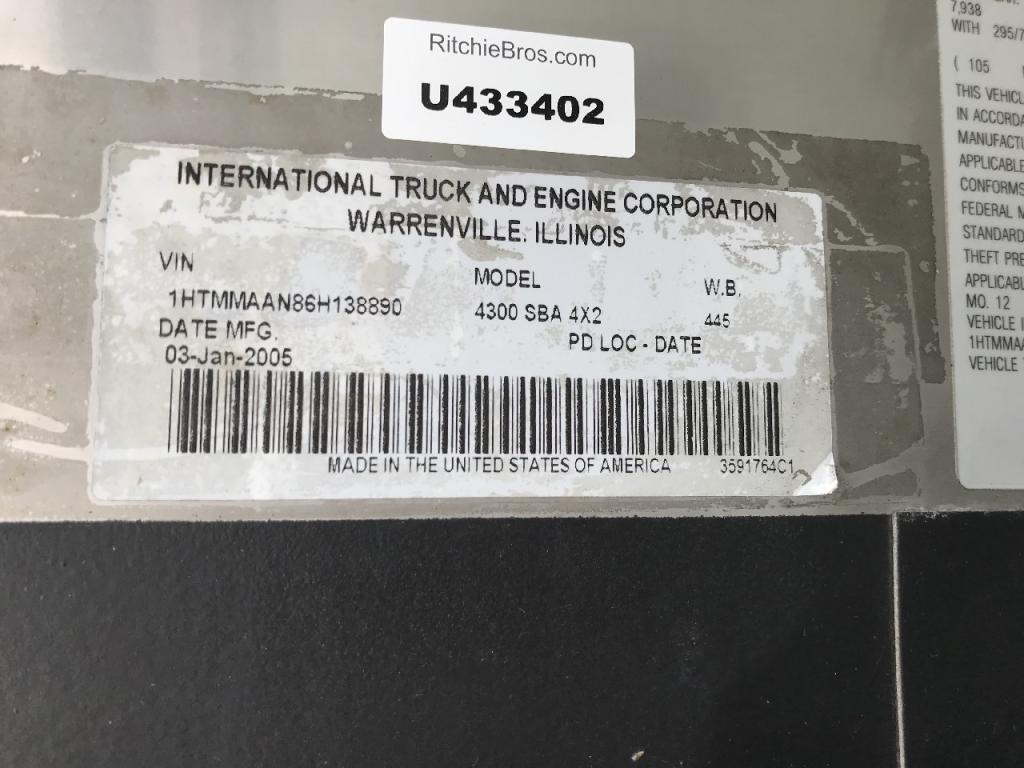 RitchieBros.com
U433402
INTERNATIONAL TRUCK AND ENGINE CORPORATION
WARRENVILLE. ILLINOIS
VIN MODEL W.B.
1HTMMAAN86H138890 4300 SBA 4X2 445
DATE MFG. PD LOC - DATE
03-Jan-2005
MADE IN THE UNITED STATES OF AMERICA 3591764C1
7,938
WITH 295/7
( 105
THIS VEHICL
IN ACCORDA
MANUFACTU
APPLICABLE
CONFORMS
FEDERAL M
STANDARD
THEFT PRE
APPLICABL
MO. 12
VEHICLE I
1HTMMAA
VEHICLE